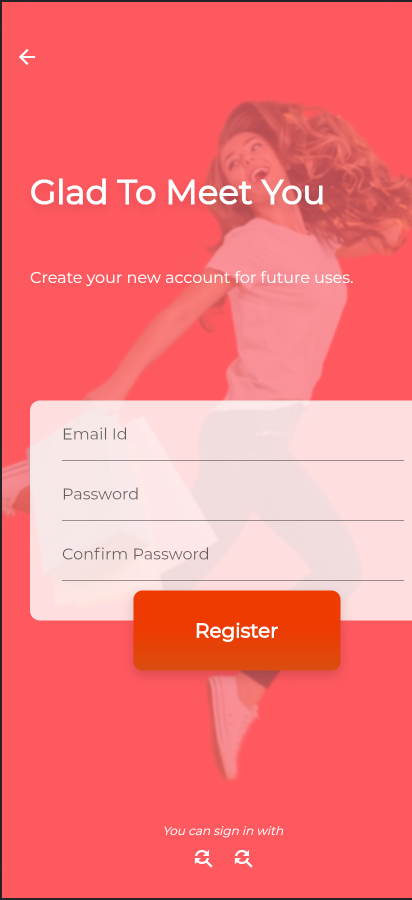 Glad To Meet You
Create your new account for future uses.
Email Id
Password
Confirm Password
Register
You can sign in with